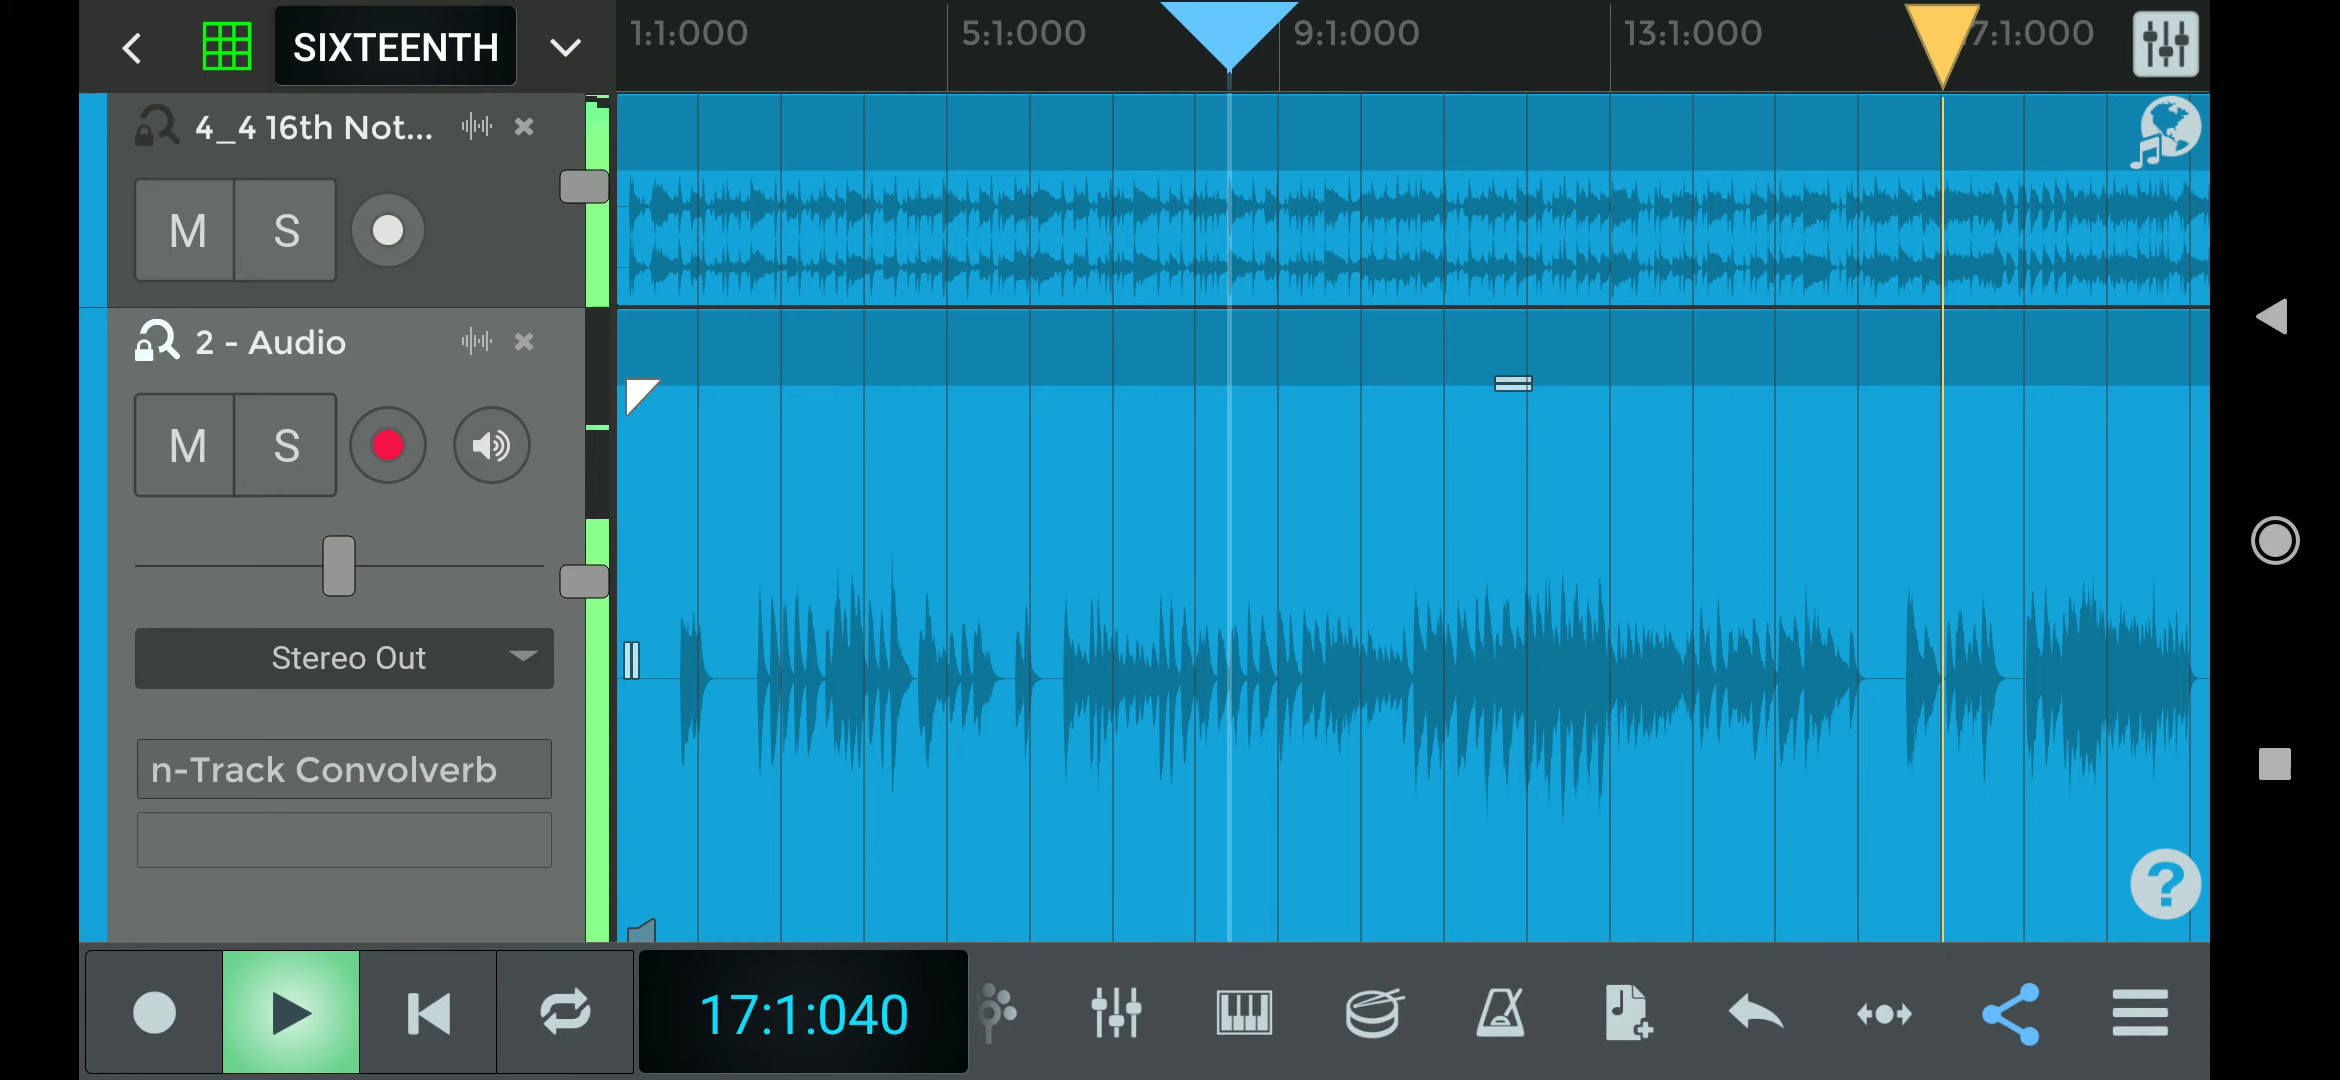 SIXTEENTH
1:1:000 5:1:000 9:1:000 13:1:000 7:1:000
4_4 16th Not...
M S
2 - Audio
M S
Stereo Out
n-Track Convolverb
?
17:1:040